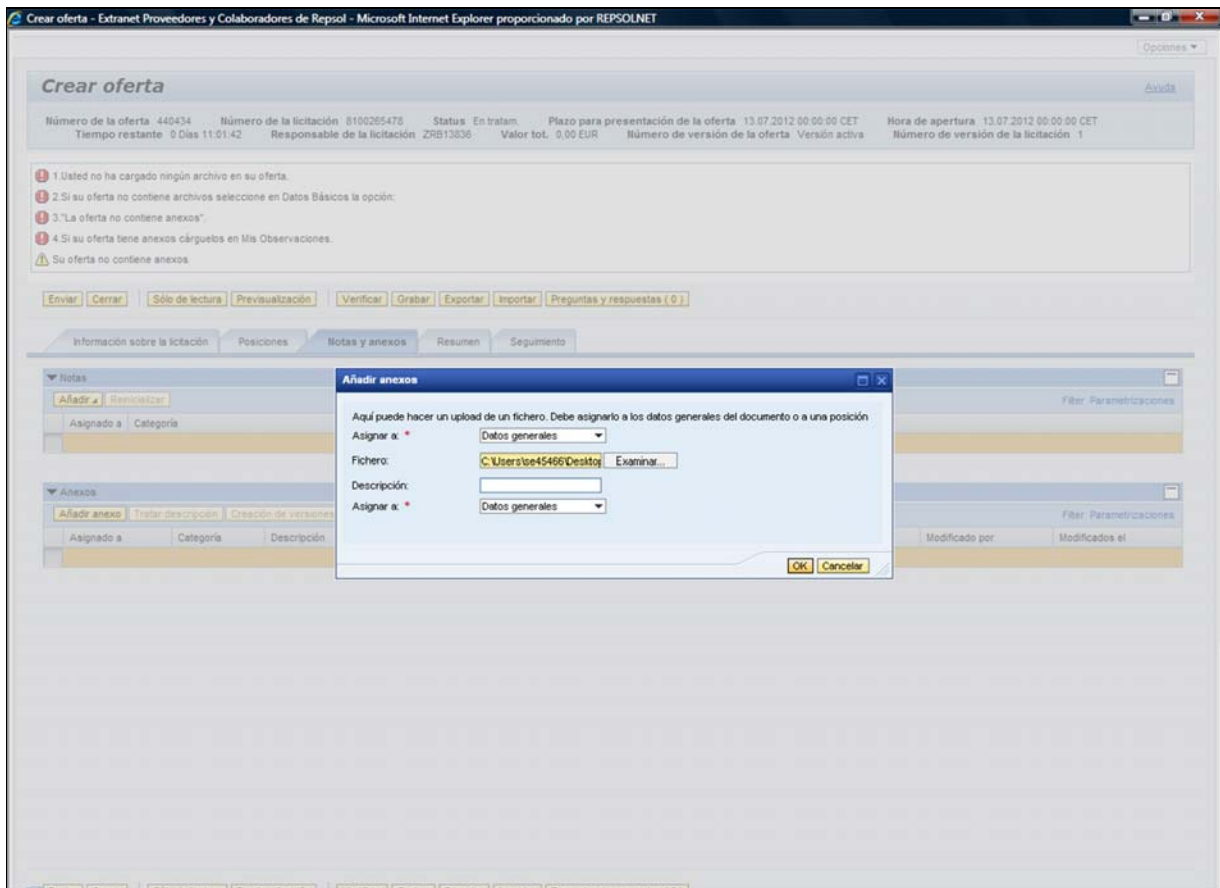 Crear oferta - Extranet Proveedores y Colaboradores de Repsol - Microsoft Internet Explorer proporcionado por REPSOLNET
Opciones
Crear oferta
Ayuda
Número de la oferta 440434 Número de la licitación 8100265478 Status En tratam. Plazo para presentación de la oferta 13.07.2012 00:00:00 CET Hora de apertura 13.07.2012 00:00:00 CET
Tiempo restante 0 Días 11:01:42 Responsable de la licitación ZRB13836 Valor tot. 0,00 EUR Número de versión de la oferta Versión activa Número de versión de la licitación 1
1.Usted no ha cargado ningún archivo en su oferta.
2.Si su oferta no contiene archivos seleccione en Datos Básicos la opción:
3."La oferta no contiene anexos".
4.Si su oferta tiene anexos cárguelos en Mis Observaciones.
Su oferta no contiene anexos
Enviar Cerrar Sólo de lectura Previsualización Verificar Grabar Exportar Importar Preguntas y respuestas ( 0 )
Información sobre la licitación Posiciones Notas y anexos Resumen Seguimiento
Notas
Añadir Reinicializar
Filter Parametrizaciones
Asignado a Categoría
Añadir anexos
Aquí puede hacer un upload de un fichero. Debe asignarlo a los datos generales del documento o a una posición
Asignar a: * Datos generales
Fichero: C:\Users\se45466\Desktop Examinar...
Descripción:
Asignar a: * Datos generales
OK Cancelar
Anexos
Añadir anexo Tratar descripción Creación de versiones
Filter Parametrizaciones
Asignado a Categoría Descripción Modificado por Modificados el